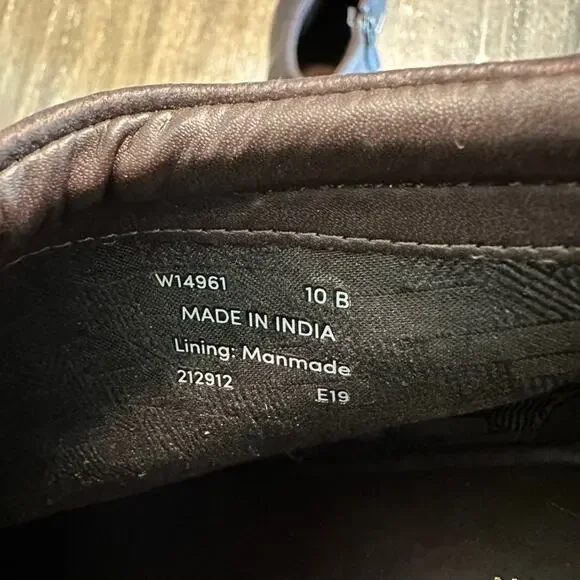 W14961 10 B
MADE IN INDIA
Lining: Manmade
212912 E19